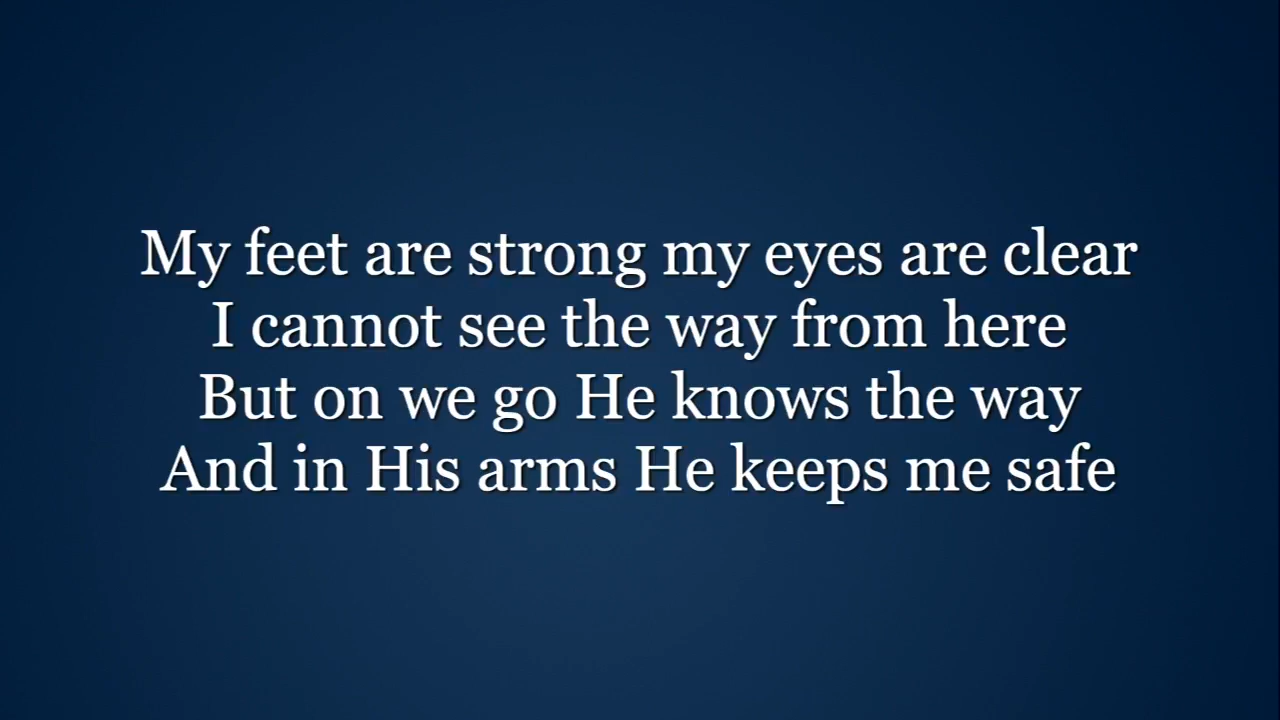 My feet are strong my eyes are clear
I cannot see the way from here
But on we go He knows the way
And in His arms He keeps me safe